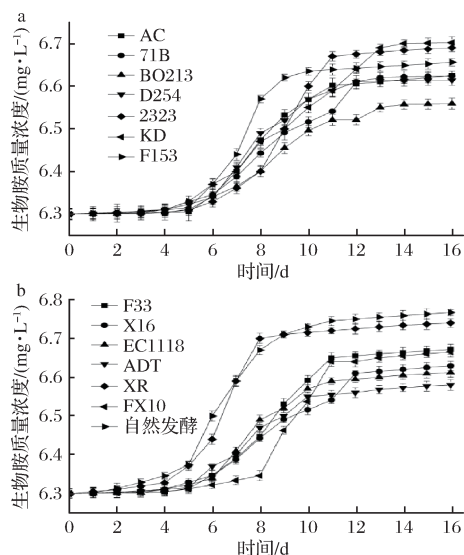 a
AC
71B
BO213
D254
2323
KD
F153
生物胺质量浓度/(mg·L⁻¹)
6.7
6.6
6.5
6.4
6.3
0 2 4 6 8 10 12 14 16
时间/d
b
F33
X16
EC1118
ADT
XR
FX10
自然发酵
生物胺质量浓度/(mg·L⁻¹)
6.8
6.7
6.6
6.5
6.4
6.3
0 2 4 6 8 10 12 14 16
时间/d